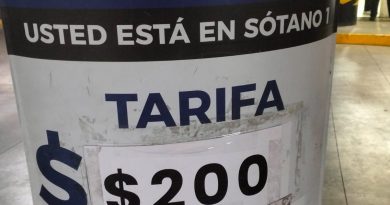 USTED ESTÁ EN SÓTANO 1
TARIFA
$
$200